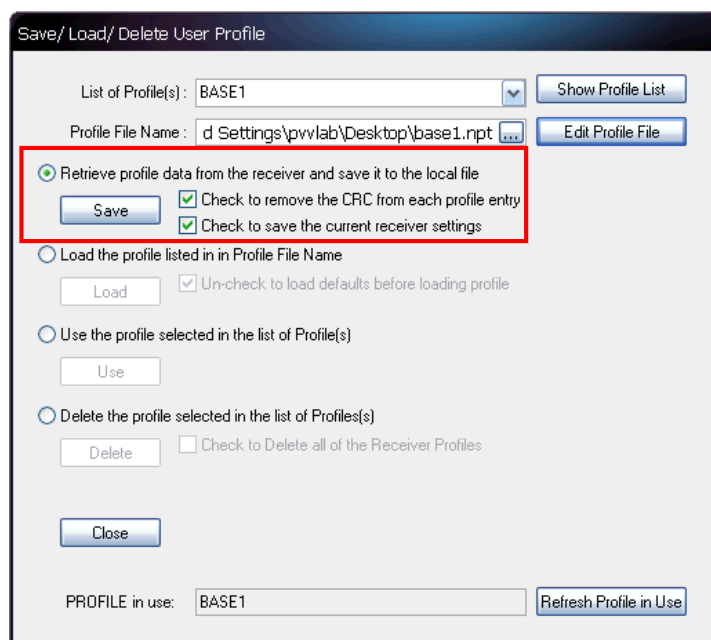 Save/ Load/ Delete User Profile
List of Profile(s) : BASE1 Show Profile List
Profile File Name : d Settings\pvvlab\Desktop\base1.npt ... Edit Profile File
Retrieve profile data from the receiver and save it to the local file
Save Check to remove the CRC from each profile entry
Check to save the current receiver settings
Load the profile listed in in Profile File Name
Load Un-check to load defaults before loading profile
Use the profile selected in the list of Profile(s)
Use
Delete the profile selected in the list of Profiles(s)
Delete Check to Delete all of the Receiver Profiles
Close
PROFILE in use: BASE1 Refresh Profile in Use